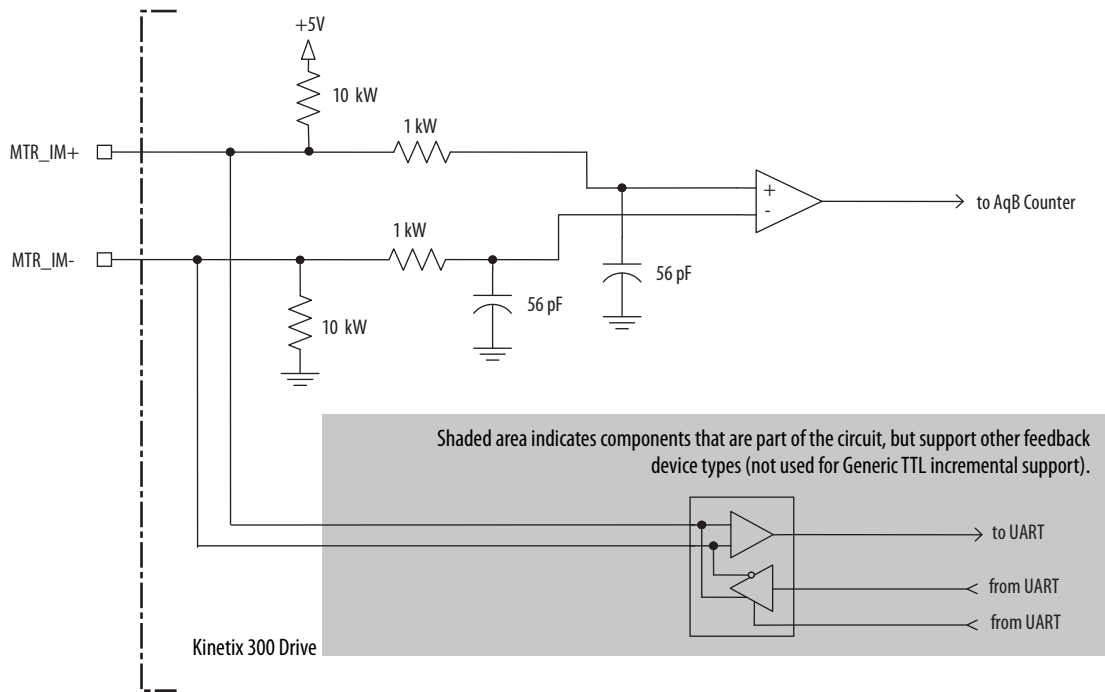 +5V
10 kW
1 kW
MTR_IM+
+
-
to AqB Counter
1 kW
MTR_IM-
56 pF
56 pF
10 kW
Shaded area indicates components that are part of the circuit, but support other feedback
device types (not used for Generic TTL incremental support).
to UART
from UART
from UART
Kinetix 300 Drive